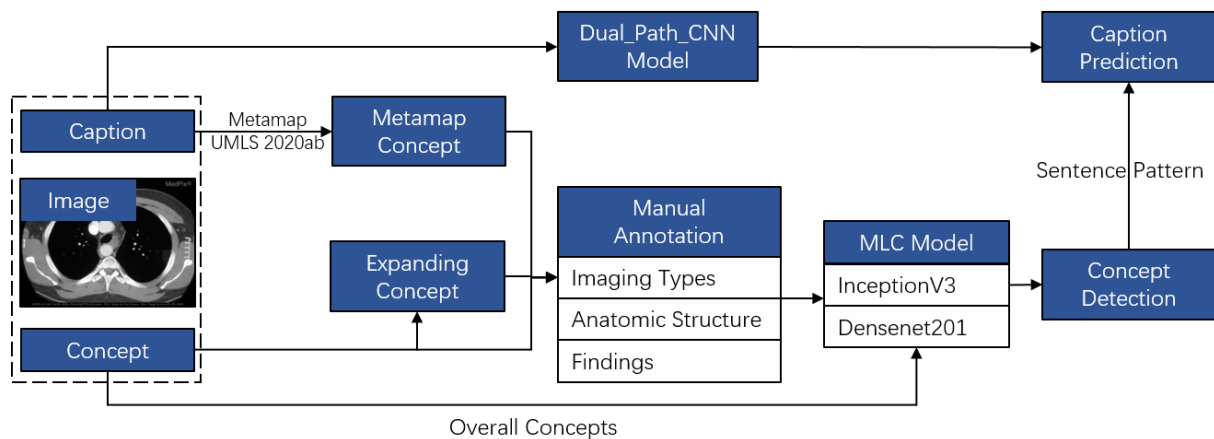 Dual_Path_CNN
Model
Caption
Prediction
Caption
Metamap
UMLS 2020ab
Metamap
Concept
MedPix®
Image
Sentence Pattern
Manual
Annotation
Imaging Types
Anatomic Structure
Findings
MLC Model
InceptionV3
Densenet201
Expanding
Concept
Concept
Detection
Concept
Overall Concepts